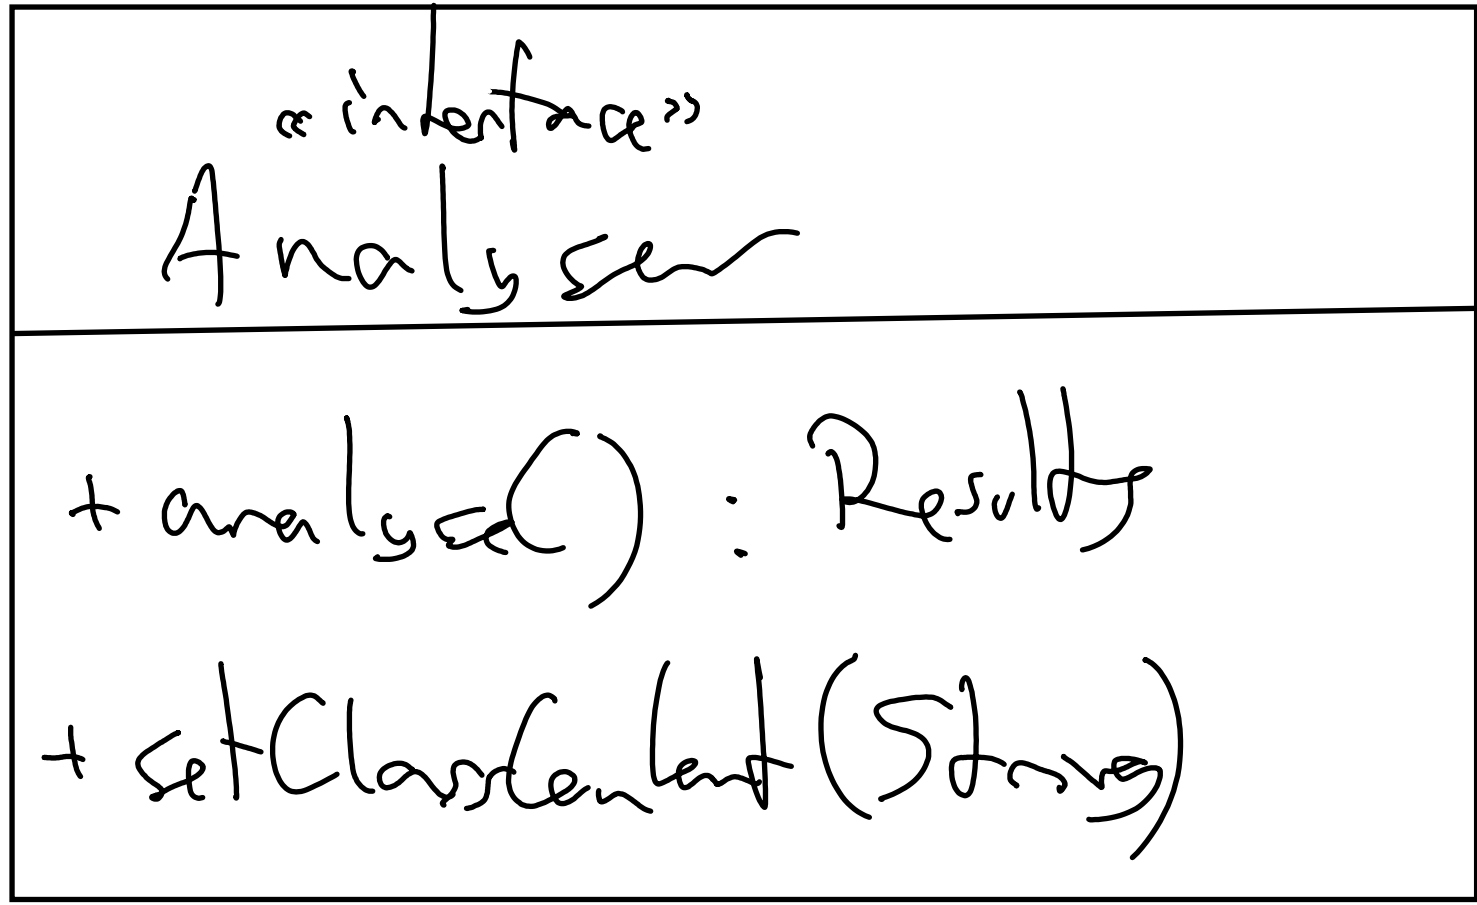 «interface»
Analyser
+ analyse() : Results
+ setClassContent(String)